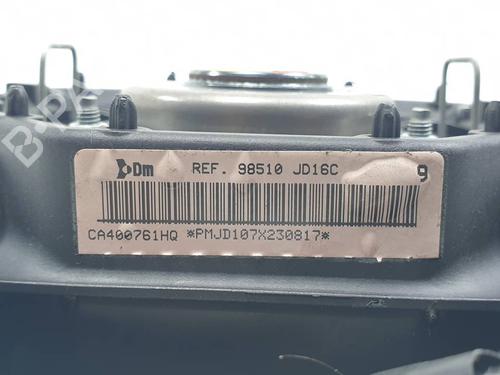 Dm REF. 98510 JD16C 9
CA400761HQ *PMJD107X230817*